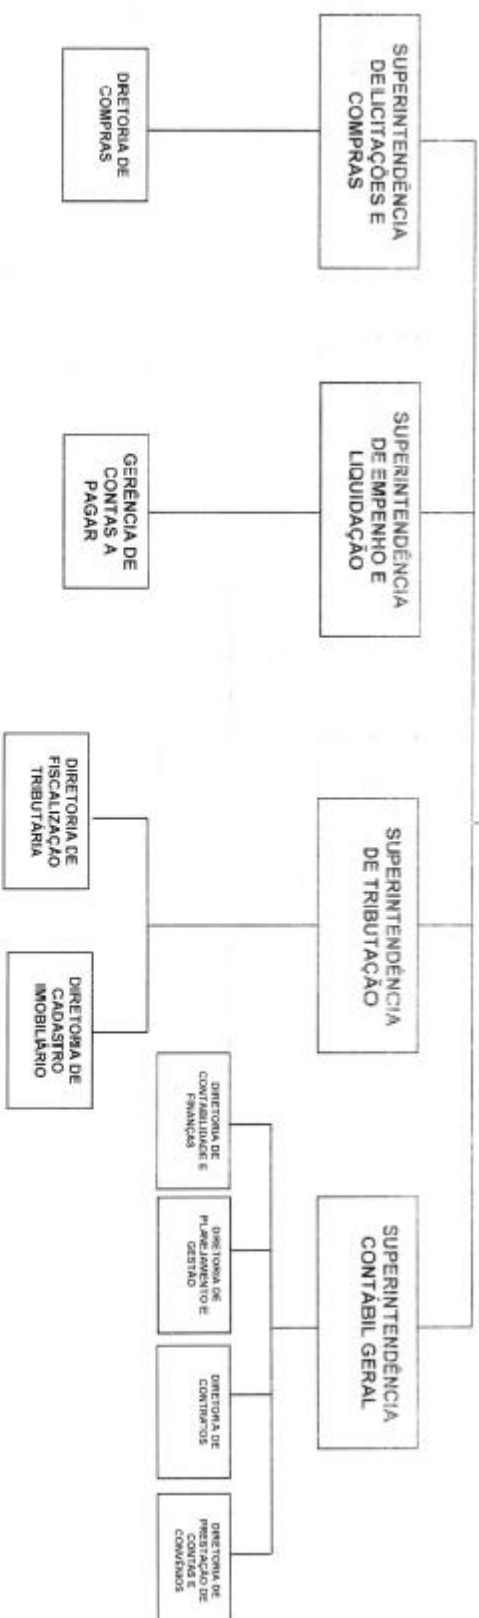 SUPERINTENDÊNCIA
DE LICITAÇÕES E
COMPRAS
DIRETORIA DE
COMPRAS
SUPERINTENDÊNCIA
DE EMPENHO E
LIQUIDAÇÃO
GERÊNCIA DE
CONTAS A
PAGAR
SUPERINTENDÊNCIA
DE TRIBUTAÇÃO
DIRETORIA DE
FISCALIZAÇÃO
TRIBUTÁRIA
DIRETORIA DE
CADASTRO
IMOBILIÁRIO
SUPERINTENDÊNCIA
CONTÁBIL GERAL
DIRETORIA DE
CONTABILIDADE E
FINANÇAS
DIRETORIA DE
PLANEJAMENTO E
GESTÃO
DIRETORIA DE
CONTRATOS
DIRETORIA DE
PRESTAÇÃO DE
CONTAS E
CONVÊNIOS